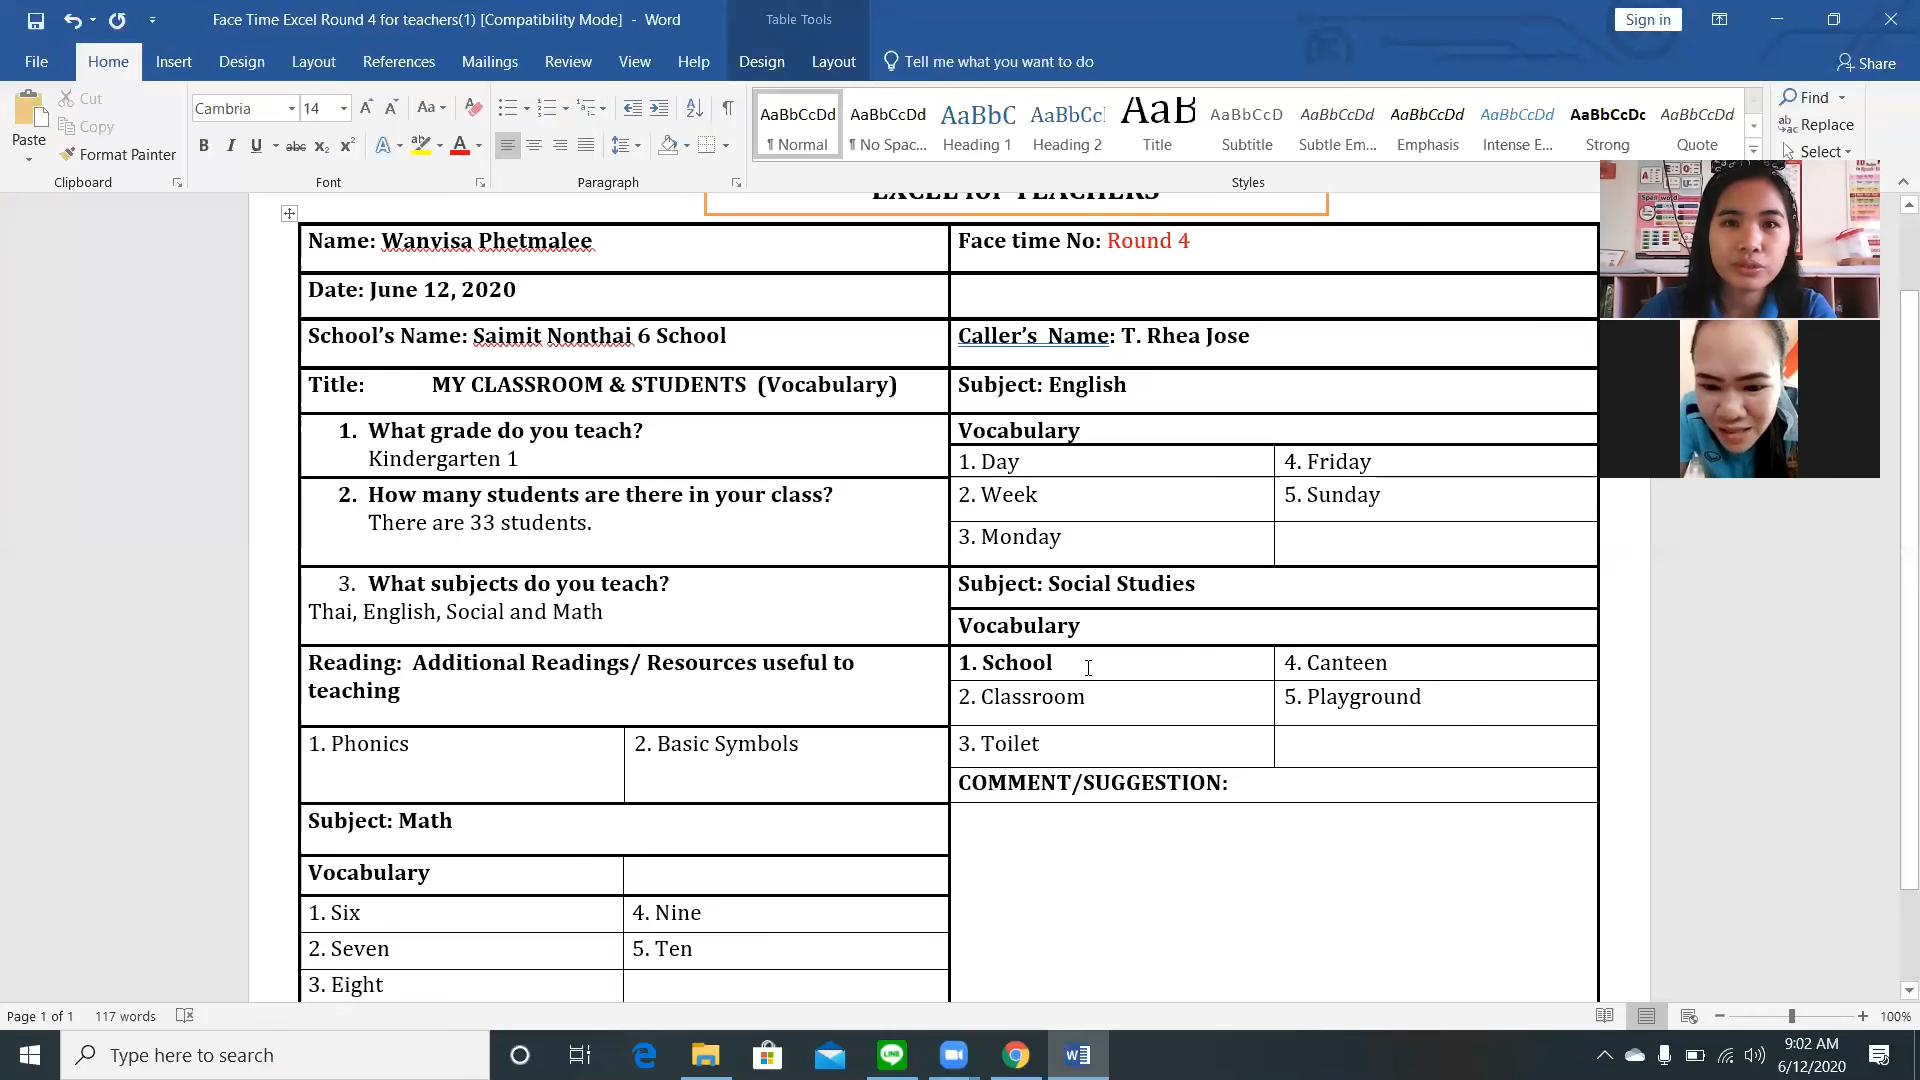 Face Time Excel Round 4 for teachers(1) [Compatibility Mode] - Word
Table Tools
Sign in
File Home Insert Design Layout References Mailings Review View Help Design Layout Tell me what you want to do
Share
Paste
Cut
Copy
Format Painter
Clipboard
Cambria 14
Font
Paragraph
AaBbCcDd AaBbCcDd AaBbC AaBbCcl AaB AaBbCcD AaBbCcDd AaBbCcDd AaBbCcDd AaBbCcDc AaBbCcDd
¶ Normal ¶ No Spac... Heading 1 Heading 2 Title Subtitle Subtle Em... Emphasis Intense E... Strong Quote
Styles
Find
Replace
Select
EXCEL for TEACHERS
Name: Wanvisa Phetmalee
Face time No: Round 4
Date: June 12, 2020
School’s Name: Saimit Nonthai 6 School
Caller’s Name: T. Rhea Jose
Title: MY CLASSROOM & STUDENTS (Vocabulary)
Subject: English
1. What grade do you teach?
Kindergarten 1
Vocabulary
1. Day
4. Friday
2. How many students are there in your class?
There are 33 students.
2. Week
5. Sunday
3. Monday
3. What subjects do you teach?
Thai, English, Social and Math
Subject: Social Studies
Vocabulary
Reading: Additional Readings/ Resources useful to
teaching
1. School
4. Canteen
2. Classroom
5. Playground
1. Phonics
2. Basic Symbols
3. Toilet
COMMENT/SUGGESTION:
Subject: Math
Vocabulary
1. Six
4. Nine
2. Seven
5. Ten
3. Eight
Page 1 of 1 117 words
100%
Type here to search
9:02 AM
6/12/2020